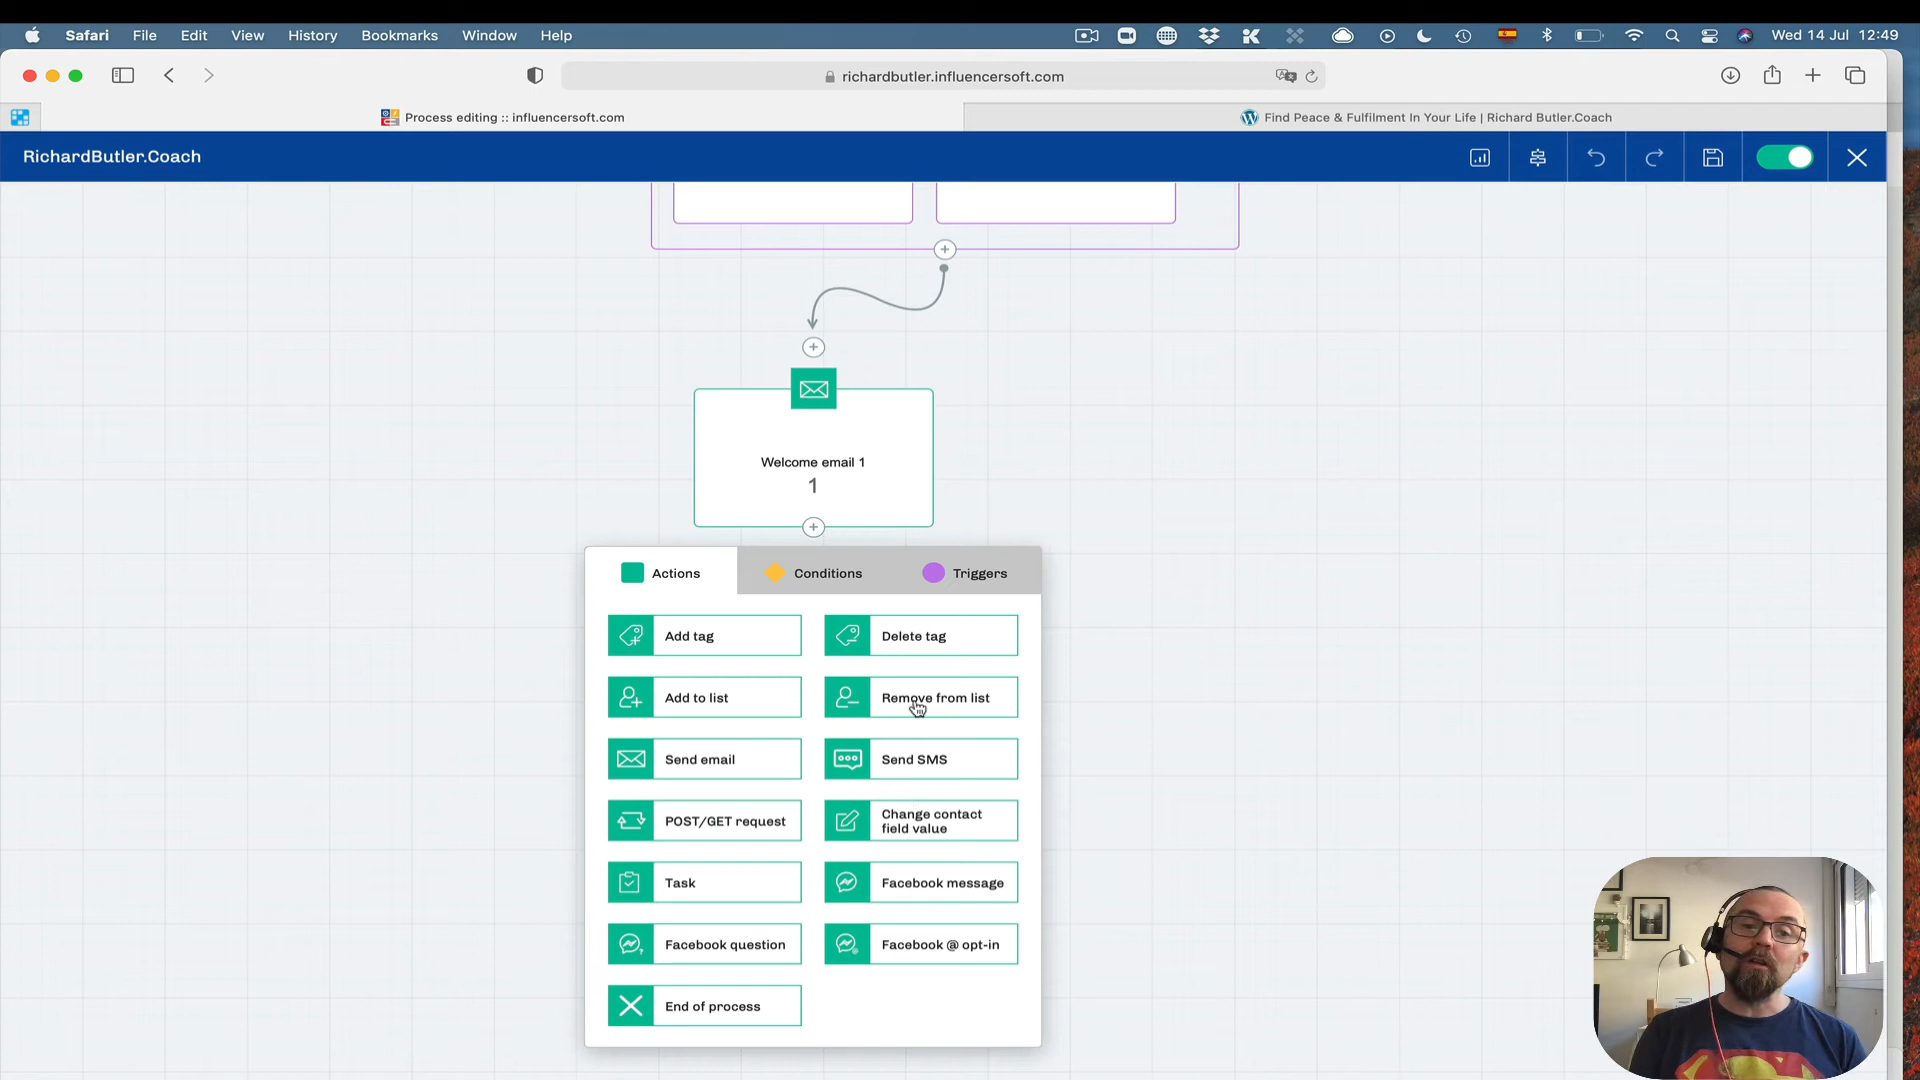 Safari File Edit View History Bookmarks Window Help Wed 14 Jul 12:49
richardbutler.influencersoft.com
Process editing :: influencersoft.com
Find Peace & Fulfilment In Your Life | Richard Butler.Coach
RichardButler.Coach
Welcome email 1
1
Actions Conditions Triggers
Add tag Delete tag
Add to list Remove from list
Send email Send SMS
POST/GET request Change contact
field value
Task Facebook message
Facebook question Facebook @ opt-in
End of process